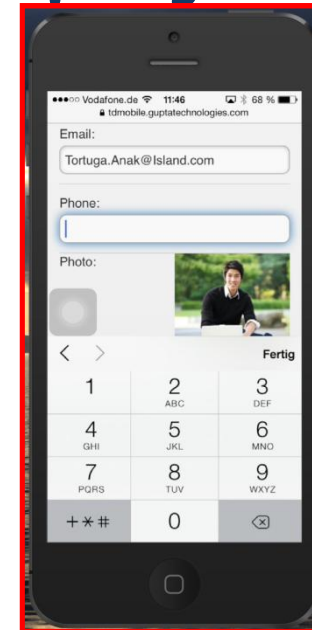 Vodafone.de 11:46 68 %
tdmobile.guptatechnologies.com
Email:
Tortuga.Anak@Island.com
Phone:
Photo:
Fertig
1 2 3
ABC DEF
4 5 6
GHI JKL MNO
7 8 9
PQRS TUV WXYZ
+*# 0